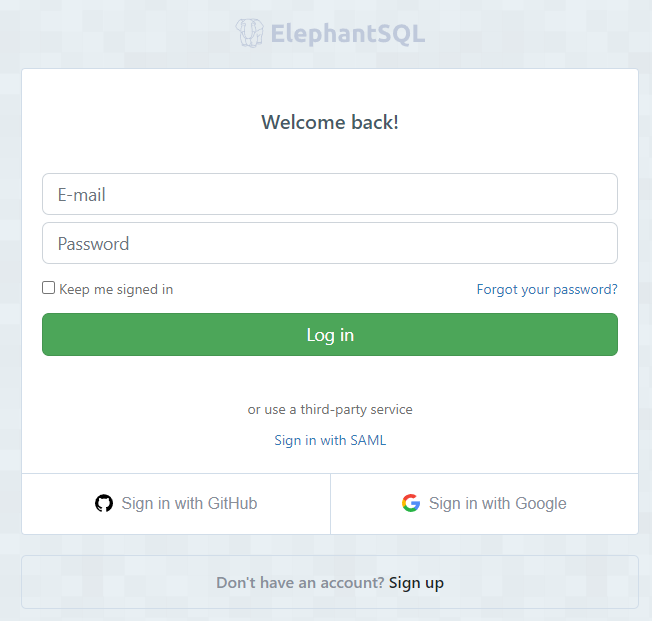 ElephantSQL
Welcome back!
E-mail
Password
Keep me signed in
Forgot your password?
Log in
or use a third-party service
Sign in with SAML
Sign in with GitHub
Sign in with Google
Don't have an account? Sign up